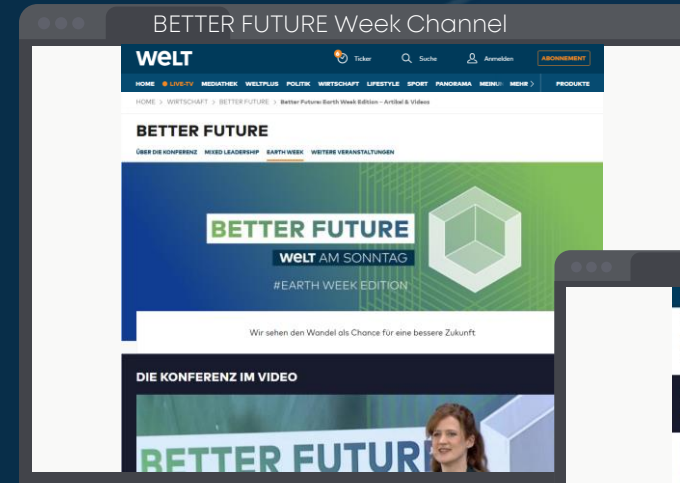 BETTER FUTURE Week Channel
WELT
Ticker Suche Anmelden ABONNEMENT
HOME LIVE-TV MEDIATHEK WELTPLUS POLITIK WIRTSCHAFT LIFESTYLE SPORT PANORAMA MEINU MEHR PRODUKTE
HOME > WIRTSCHAFT > BETTER FUTURE > Better Future: Earth Week Edition – Artikel & Videos
BETTER FUTURE
ÜBER DIE KONFERENZ MIXED LEADERSHIP EARTH WEEK WEITERE VERANSTALTUNGEN
BETTER FUTURE
WELT AM SONNTAG
#EARTH WEEK EDITION
Wir sehen den Wandel als Chance für eine bessere Zukunft
DIE KONFERENZ IM VIDEO
BETTER FUTURE